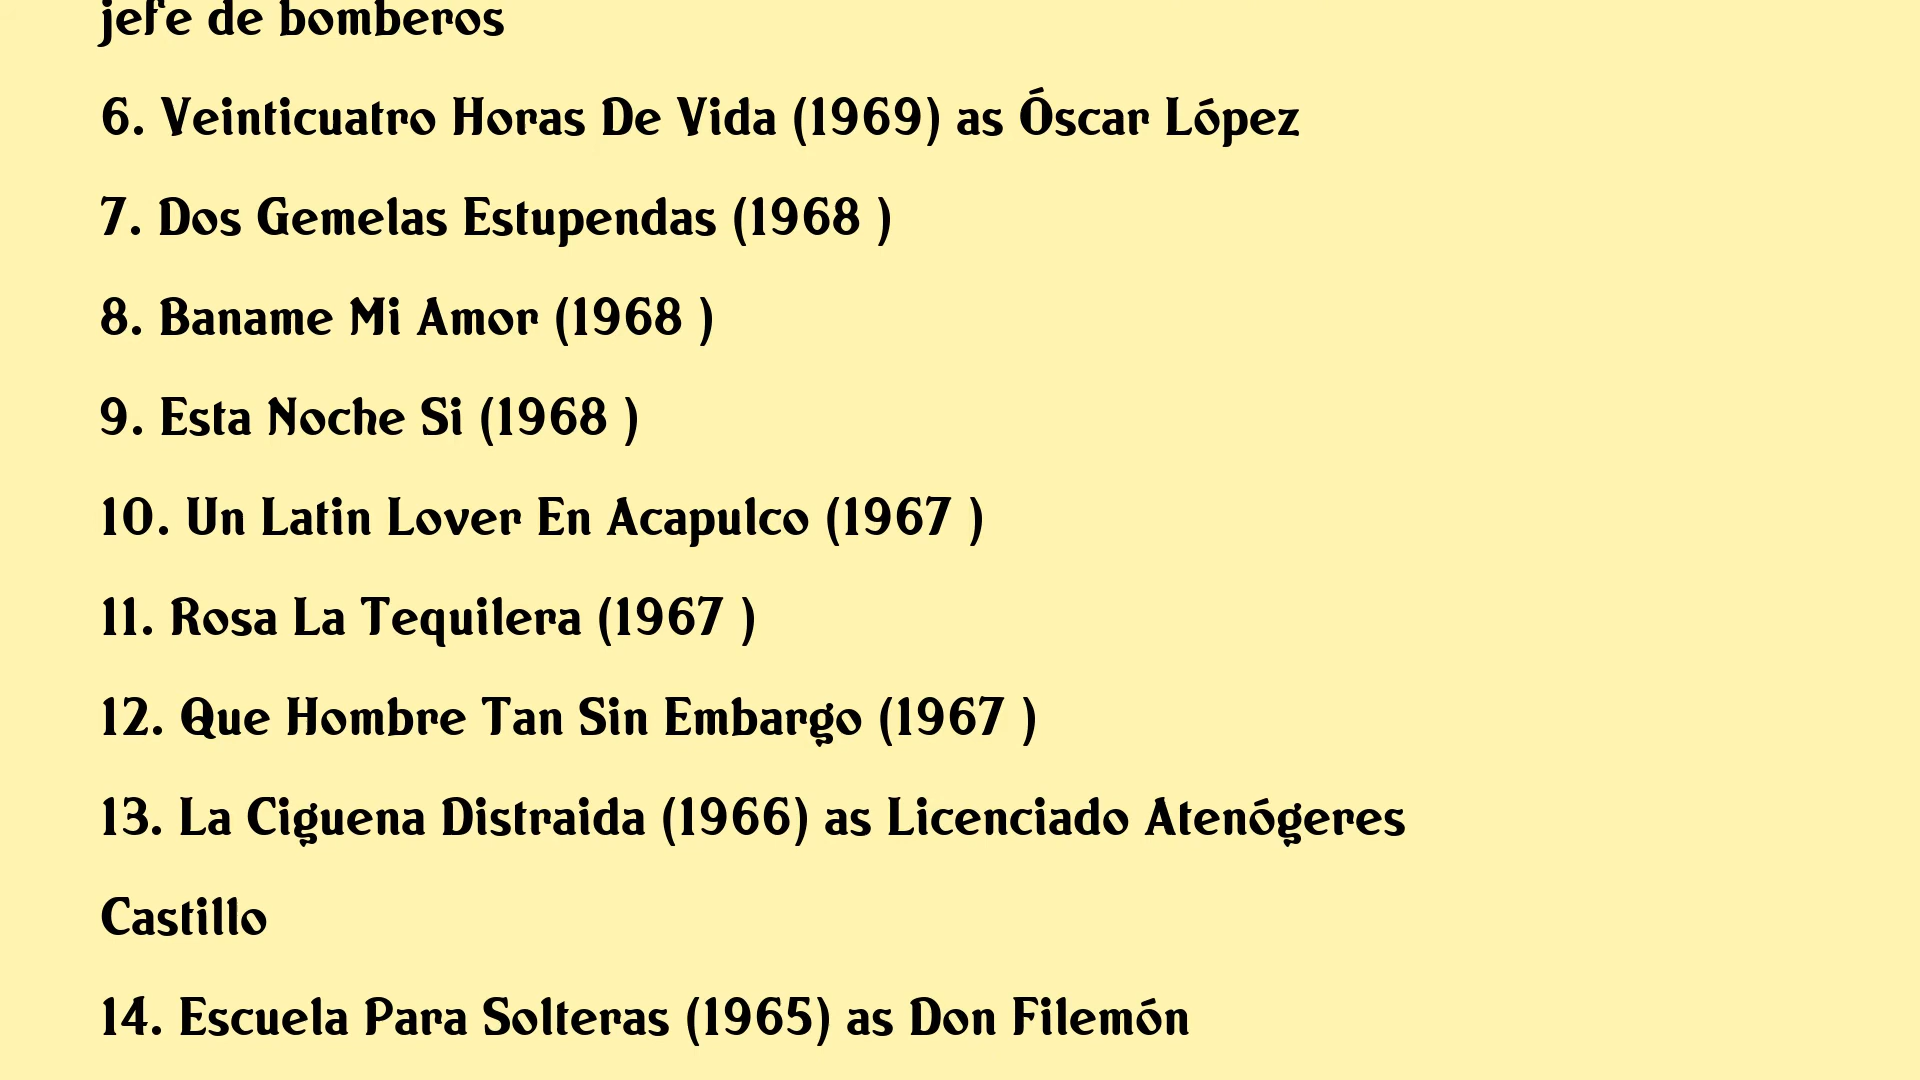 jefe de bomberos
6. Veinticuatro Horas De Vida (1969) as Óscar López
7. Dos Gemelas Estupendas (1968 )
8. Baname Mi Amor (1968 )
9. Esta Noche Si (1968 )
10. Un Latin Lover En Acapulco (1967 )
11. Rosa La Tequilera (1967 )
12. Que Hombre Tan Sin Embargo (1967 )
13. La Ciguena Distraida (1966) as Licenciado Atenógeres
Castillo
14. Escuela Para Solteras (1965) as Don Filemón